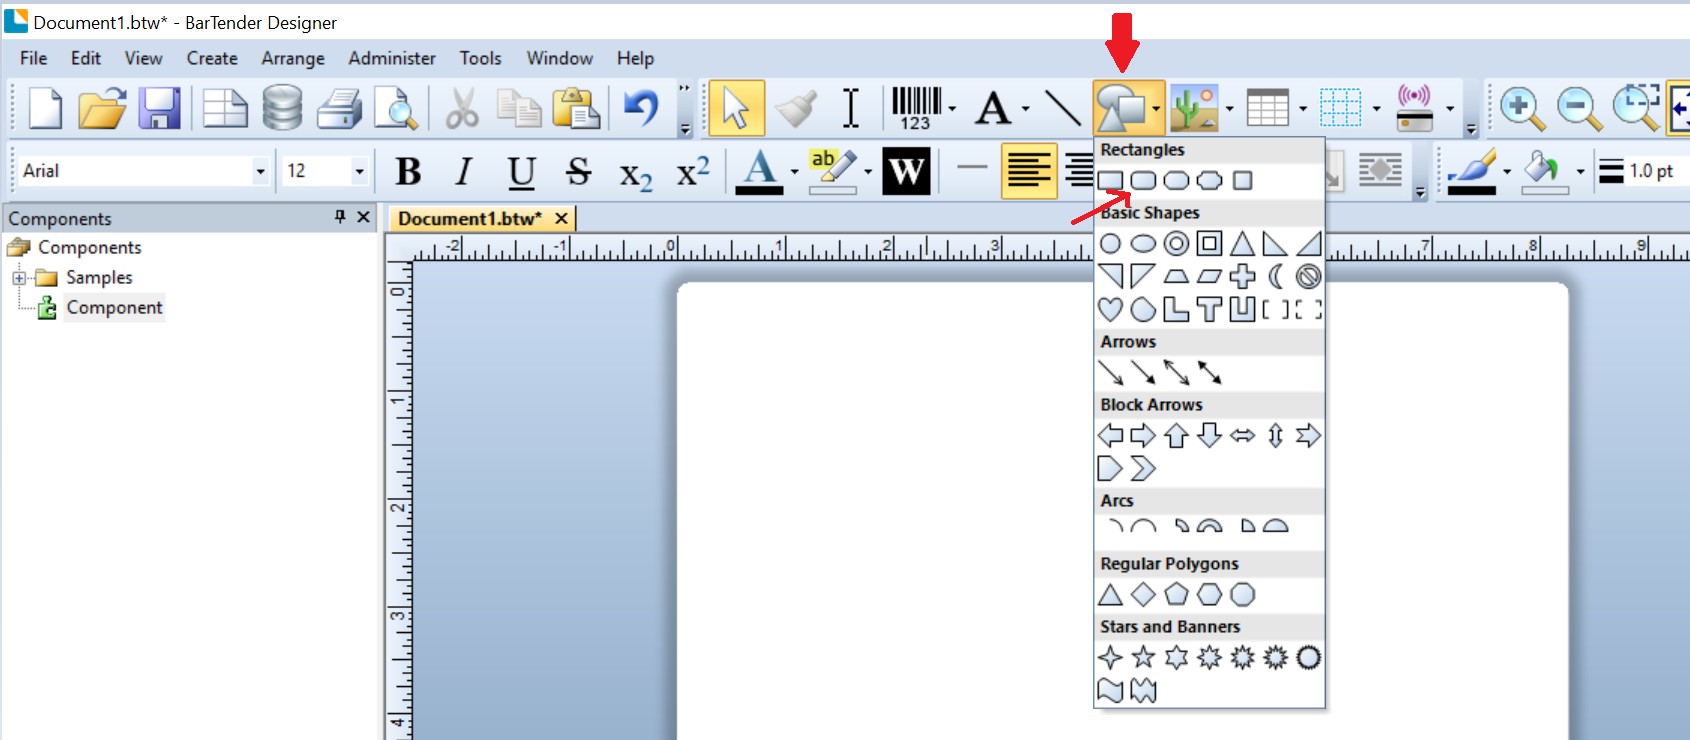 Document1.btw* - BarTender Designer
File Edit View Create Arrange Administer Tools Window Help
123 A
Arial 12 B I U S x2 x2 A ab W 1.0 pt
Rectangles
Components
Document1.btw*
Basic Shapes
Components
-2 -1 0 1 2 3 7 8 9
Samples
0
Component
Arrows
1
Block Arrows
2
Arcs
Regular Polygons
3
Stars and Banners
4